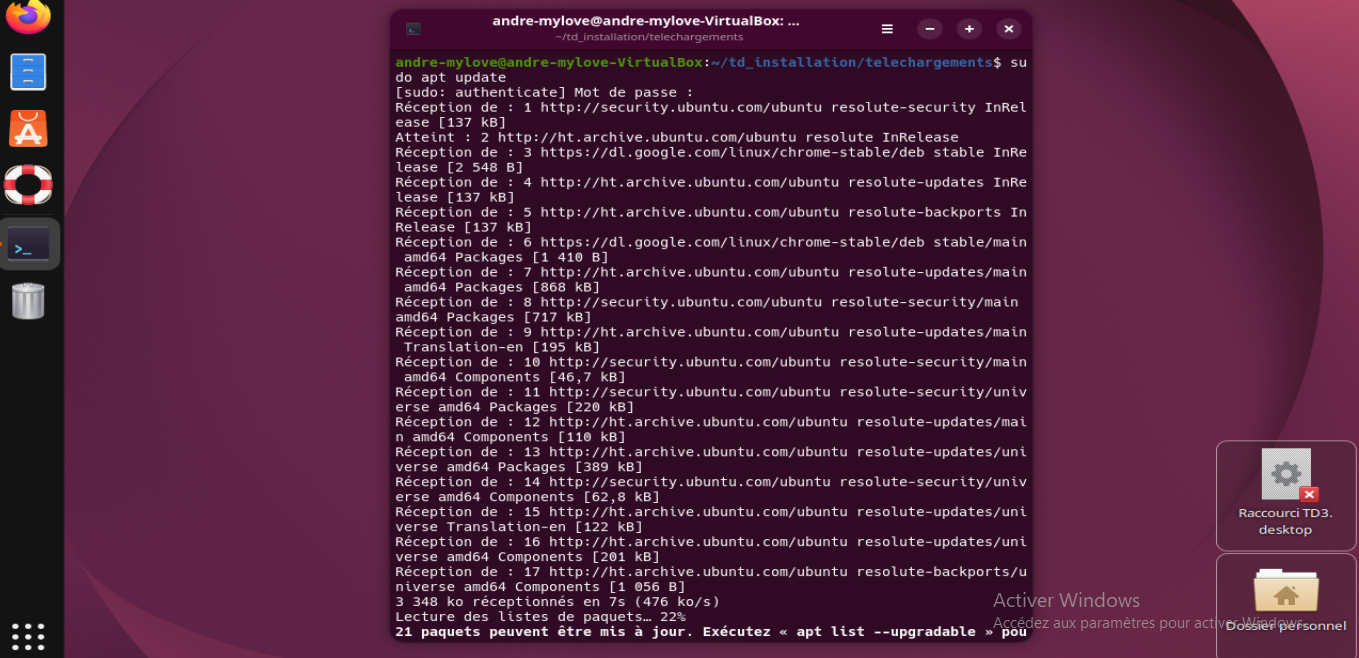 andre-mylove@andre-mylove-VirtualBox: ...
~/td_installation/telechargements
andre-mylove@andre-mylove-VirtualBox:~/td_installation/telechargements$ su
do apt update
[sudo: authenticate] Mot de passe :
Réception de : 1 http://security.ubuntu.com/ubuntu resolute-security InRel
ease [137 kB]
Atteint : 2 http://ht.archive.ubuntu.com/ubuntu resolute InRelease
Réception de : 3 https://dl.google.com/linux/chrome-stable/deb stable InRe
lease [2 548 B]
Réception de : 4 http://ht.archive.ubuntu.com/ubuntu resolute-updates InRe
lease [137 kB]
Réception de : 5 http://ht.archive.ubuntu.com/ubuntu resolute-backports In
Release [137 kB]
Réception de : 6 https://dl.google.com/linux/chrome-stable/deb stable/main
 amd64 Packages [1 410 B]
Réception de : 7 http://ht.archive.ubuntu.com/ubuntu resolute-updates/main
 amd64 Packages [868 kB]
Réception de : 8 http://security.ubuntu.com/ubuntu resolute-security/main
amd64 Packages [717 kB]
Réception de : 9 http://ht.archive.ubuntu.com/ubuntu resolute-updates/main
 Translation-en [195 kB]
Réception de : 10 http://security.ubuntu.com/ubuntu resolute-security/main
 amd64 Components [46,7 kB]
Réception de : 11 http://security.ubuntu.com/ubuntu resolute-security/univ
erse amd64 Packages [220 kB]
Réception de : 12 http://ht.archive.ubuntu.com/ubuntu resolute-updates/mai
n amd64 Components [110 kB]
Réception de : 13 http://ht.archive.ubuntu.com/ubuntu resolute-updates/uni
verse amd64 Packages [389 kB]
Réception de : 14 http://security.ubuntu.com/ubuntu resolute-security/univ
erse amd64 Components [62,8 kB]
Réception de : 15 http://ht.archive.ubuntu.com/ubuntu resolute-updates/uni
verse Translation-en [122 kB]
Réception de : 16 http://ht.archive.ubuntu.com/ubuntu resolute-updates/uni
verse amd64 Components [201 kB]
Réception de : 17 http://ht.archive.ubuntu.com/ubuntu resolute-backports/u
niverse amd64 Components [1 056 B]
3 348 ko réceptionnés en 7s (476 ko/s)
Lecture des listes de paquets… 22%
21 paquets peuvent être mis à jour. Exécutez « apt list --upgradable » pou
Raccourci TD3.
desktop
Activer Windows
Accédez aux paramètres pour activer Windows.
Dossier personnel